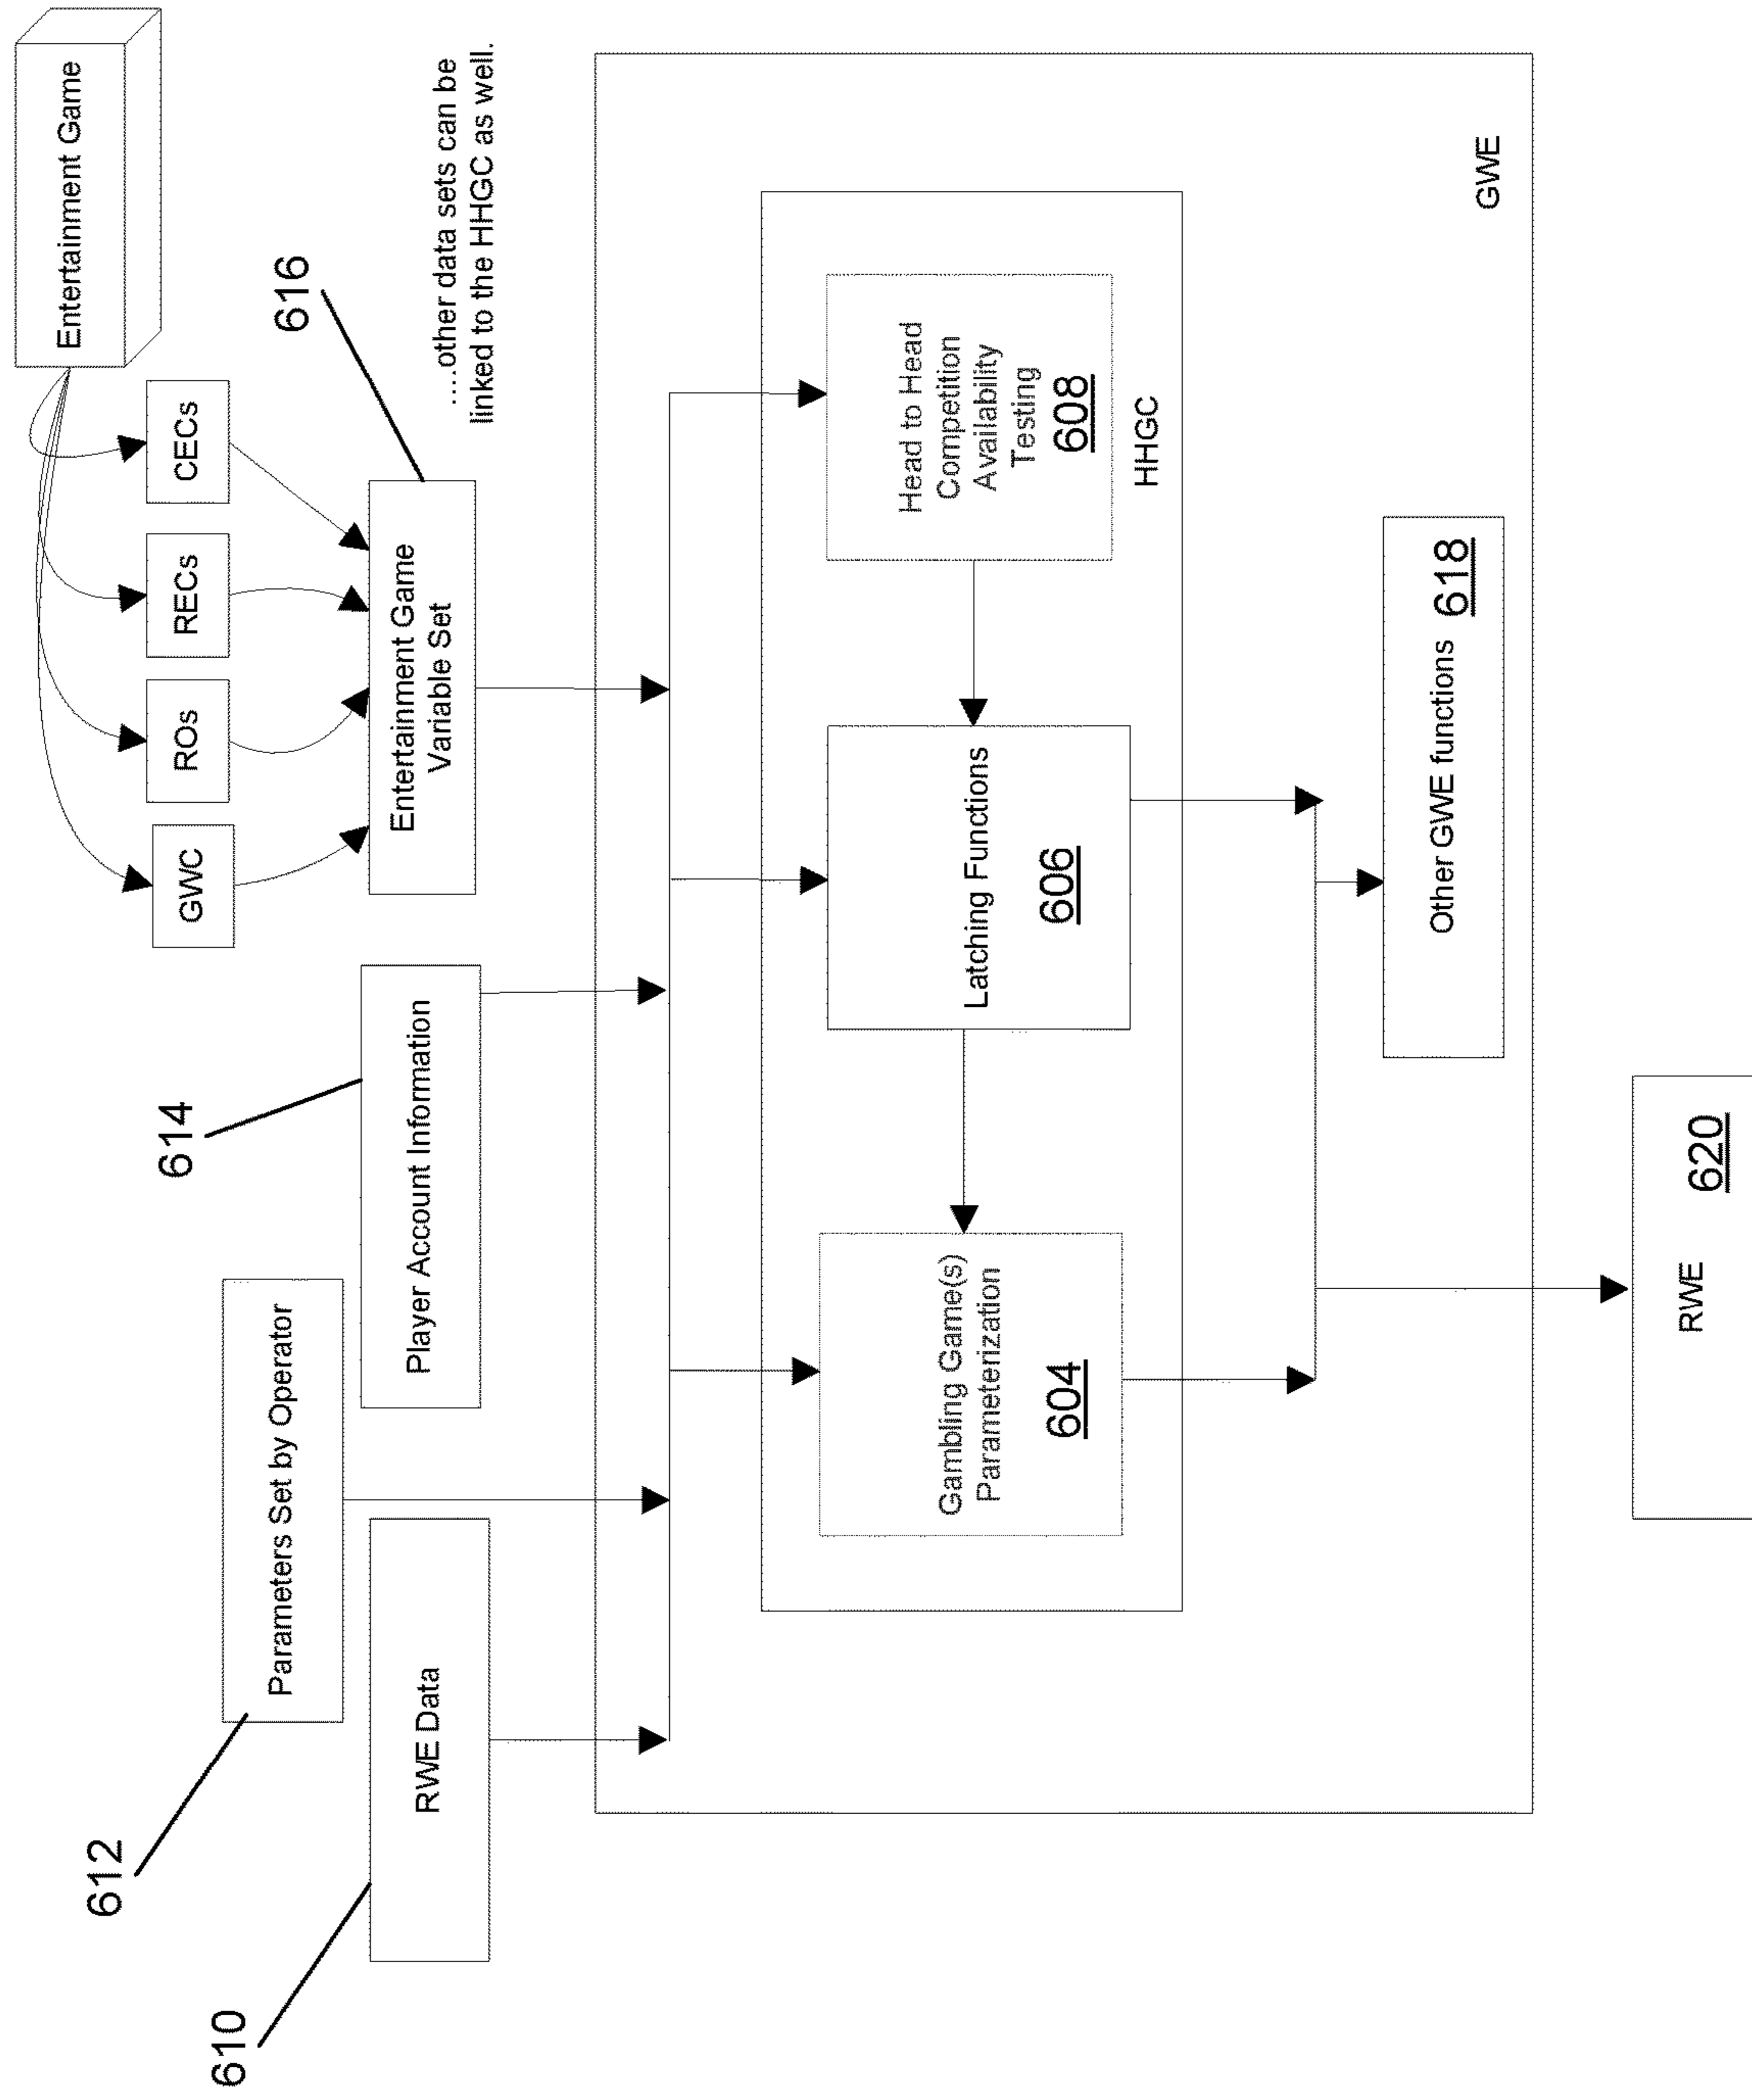 Entertainment Game
CECs
RECs
ROs
GWC
616
Entertainment Game
Variable Set
....other data sets can be
linked to the HHGC as well.
614
Player Account Information
612
Parameters Set by Operator
610
RWE Data
Gambling Game(s)
Parameterization
604
Latching Functions
606
Head to Head
Competition
Availability
Testing
608
HHGC
GWE
Other GWE functions 618
RWE
620